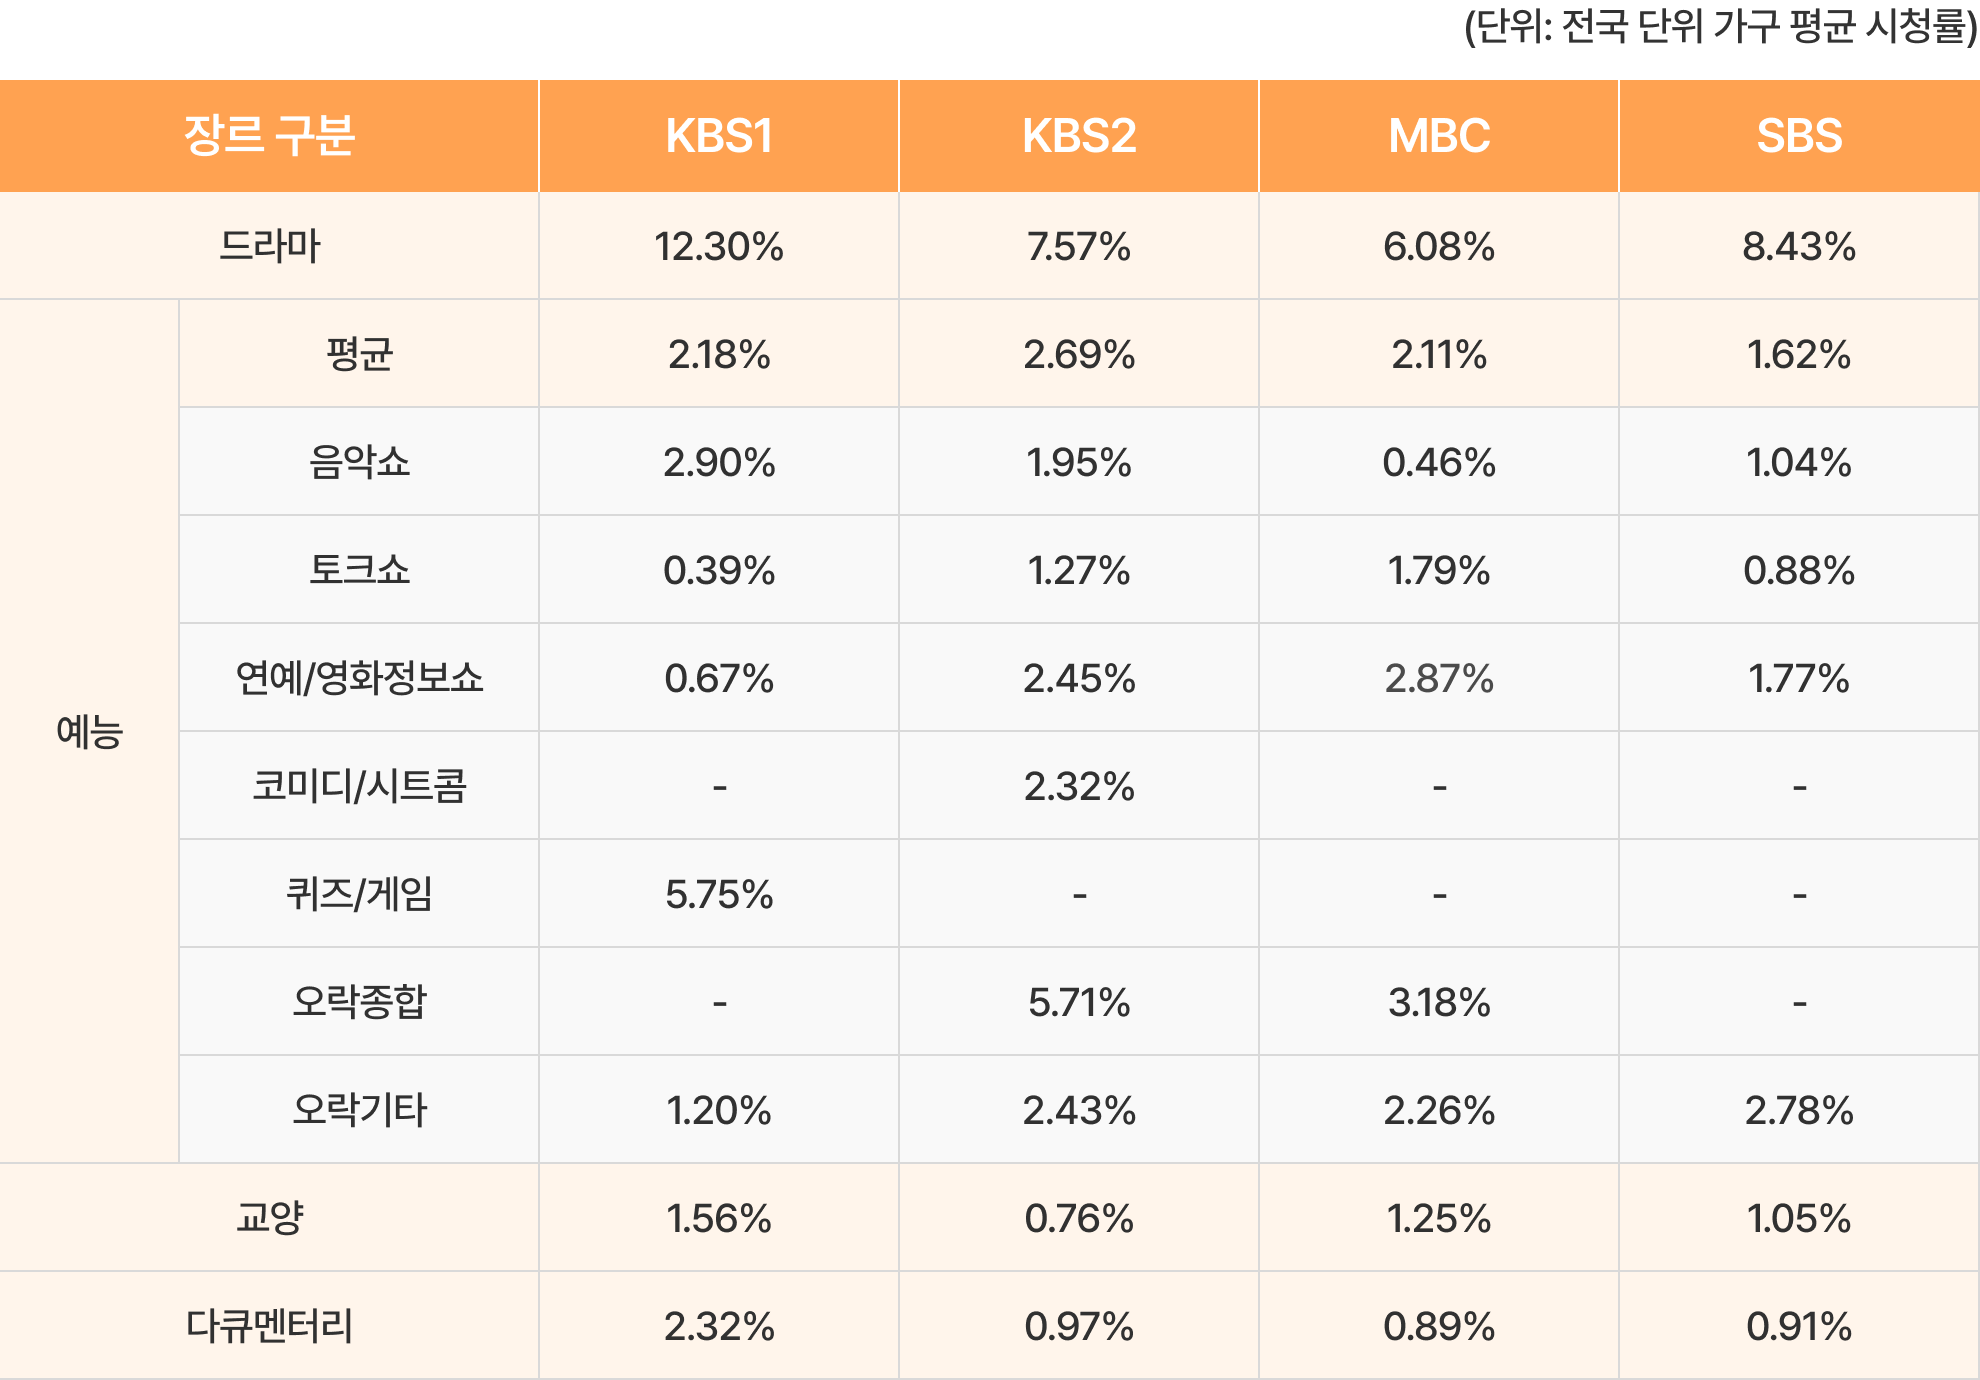 (단위: 전국 단위 가구 평균 시청률)
장르 구분 KBS1 KBS2 MBC SBS
드라마 12.30% 7.57% 6.08% 8.43%
예능
평균 2.18% 2.69% 2.11% 1.62%
음악쇼 2.90% 1.95% 0.46% 1.04%
토크쇼 0.39% 1.27% 1.79% 0.88%
연예/영화정보쇼 0.67% 2.45% 2.87% 1.77%
코미디/시트콤 - 2.32% - -
퀴즈/게임 5.75% - - -
오락종합 - 5.71% 3.18% -
오락기타 1.20% 2.43% 2.26% 2.78%
교양 1.56% 0.76% 1.25% 1.05%
다큐멘터리 2.32% 0.97% 0.89% 0.91%